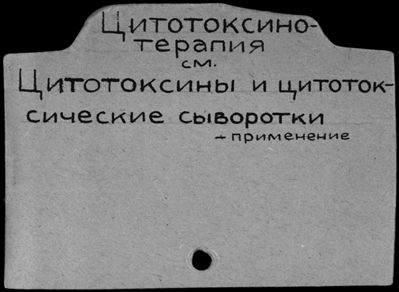 Цитотоксино-
терапия
см.
Цитотоксины и цитоток-
сические сыворотки
- применение